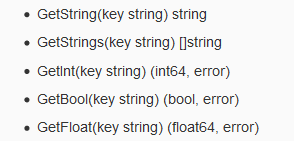 • GetString(key string) string
• GetStrings(key string) []string
• GetInt(key string) (int64, error)
• GetBool(key string) (bool, error)
• GetFloat(key string) (float64, error)